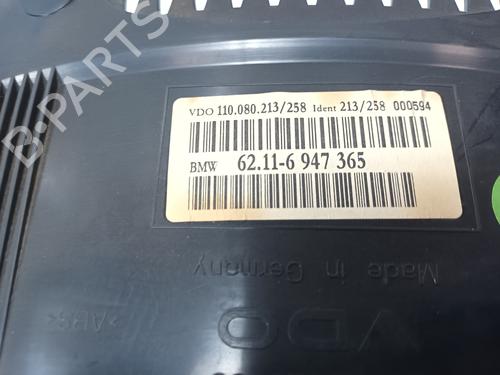 B-PARTS
VDO 110.080.213/258 Ident 213/258 000594
BMW 62.11-6 947 365
Made in Germany
>ABS<
VDO